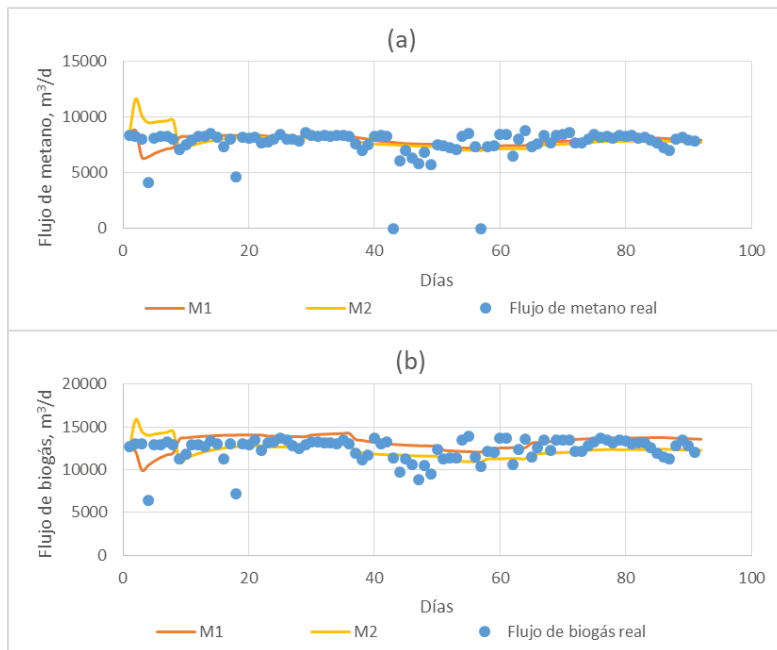 (a)
Flujo de metano, m³/d
15000
10000
5000
0
0 20 40 60 80 100
Días
M1 M2 Flujo de metano real
(b)
Flujo de biogás, m³/d
20000
15000
10000
5000
0
0 20 40 60 80 100
Días
M1 M2 Flujo de biogás real